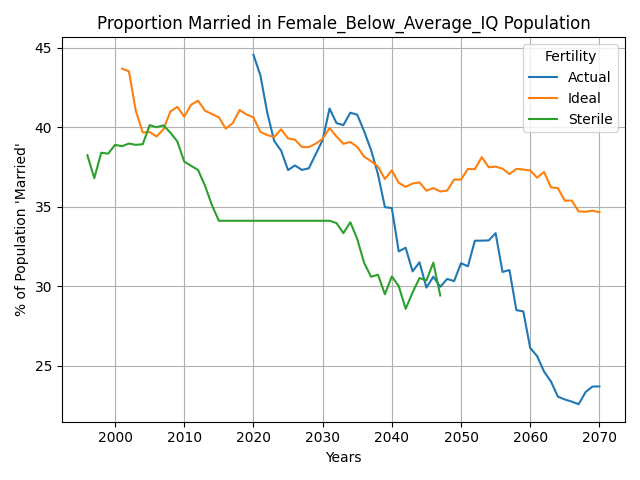 Proportion Married in Female_Below_Average_IQ Population
% of Population 'Married'
45
40
35
30
25
Fertility
Actual
Ideal
Sterile
2000
2010
2020
2030
2040
2050
2060
2070
Years